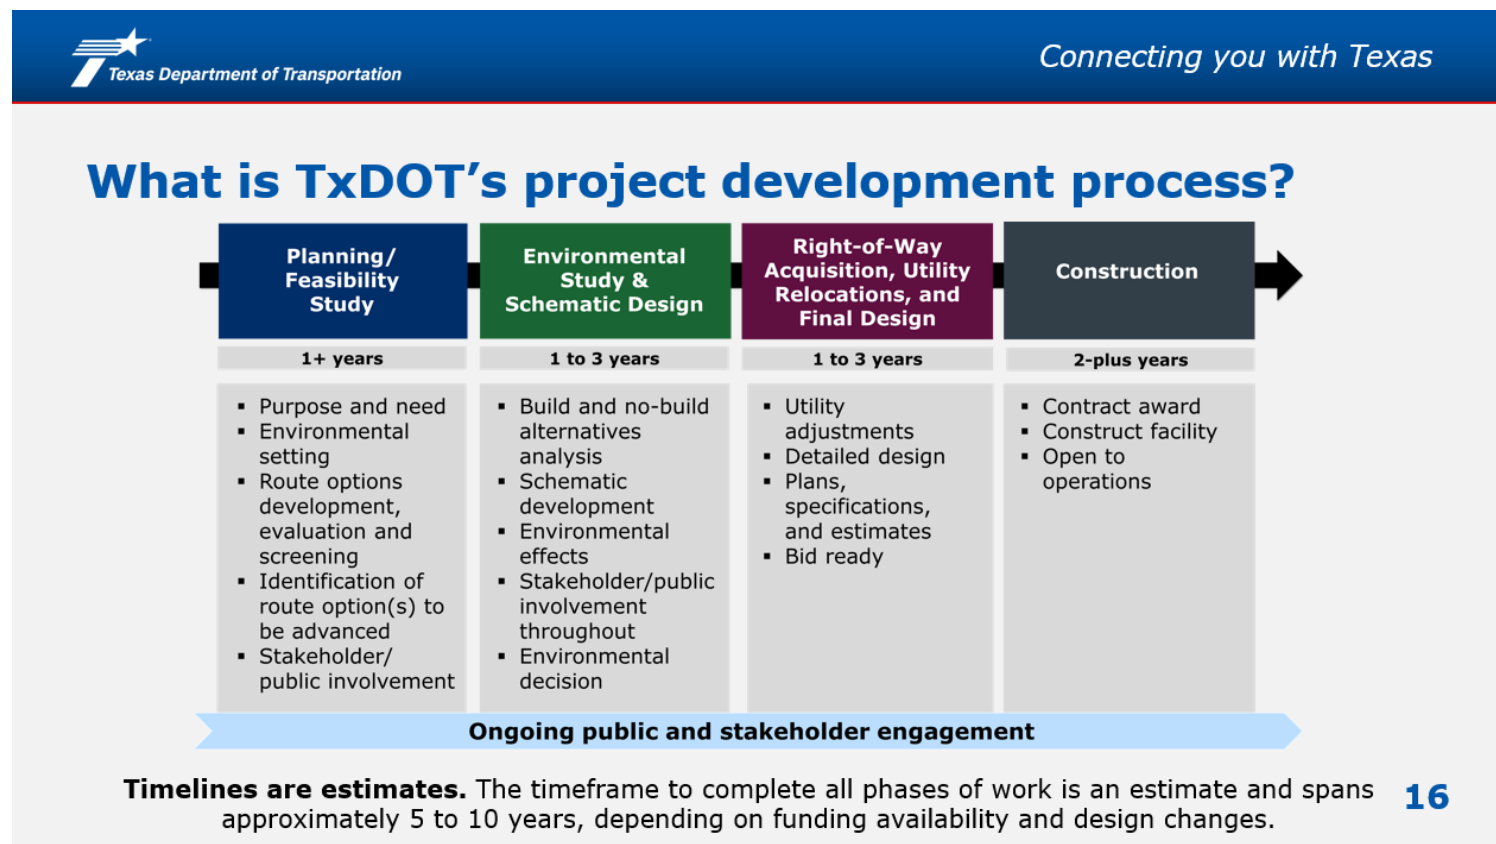 Texas Department of Transportation
Connecting you with Texas
What is TxDOT's project development process?
Planning/
Feasibility
Study
Environmental
Study &
Schematic Design
Right-of-Way
Acquisition, Utility
Relocations, and
Final Design
Construction
1+ years
1 to 3 years
1 to 3 years
2-plus years
▪ Purpose and need
▪ Environmental
setting
▪ Route options
development,
evaluation and
screening
▪ Identification of
route option(s) to
be advanced
▪ Stakeholder/
public involvement
▪ Build and no-build
alternatives
analysis
▪ Schematic
development
▪ Environmental
effects
▪ Stakeholder/public
involvement
throughout
▪ Environmental
decision
▪ Utility
adjustments
▪ Detailed design
▪ Plans,
specifications,
and estimates
▪ Bid ready
▪ Contract award
▪ Construct facility
▪ Open to
operations
Ongoing public and stakeholder engagement
Timelines are estimates. The timeframe to complete all phases of work is an estimate and spans
approximately 5 to 10 years, depending on funding availability and design changes.
16